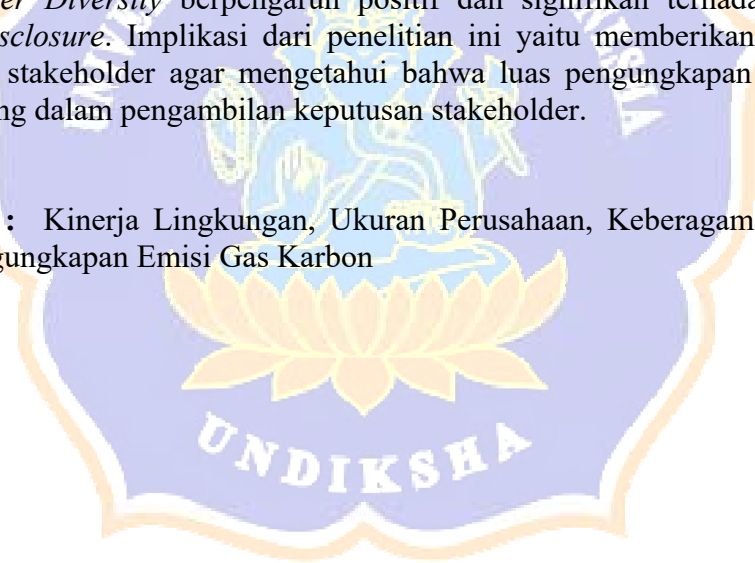 er Diversity berpengaruh positif dan signifikan terhada
sclosure. Implikasi dari penelitian ini yaitu memberikan
stakeholder agar mengetahui bahwa luas pengungkapan
ng dalam pengambilan keputusan stakeholder.
: Kinerja Lingkungan, Ukuran Perusahaan, Keberagam
gungkapan Emisi Gas Karbon
UNDIKSHA